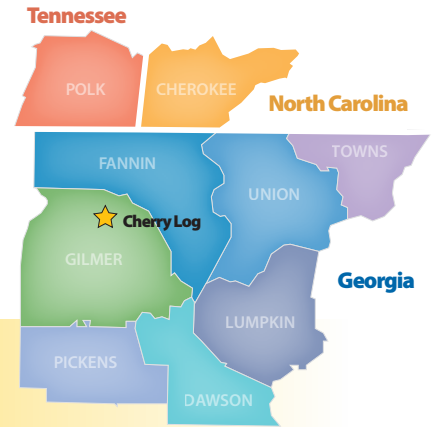 Tennessee
POLK
CHEROKEE
North Carolina
FANNIN
TOWNS
UNION
Cherry Log
GILMER
Georgia
LUMPKIN
PICKENS
DAWSON